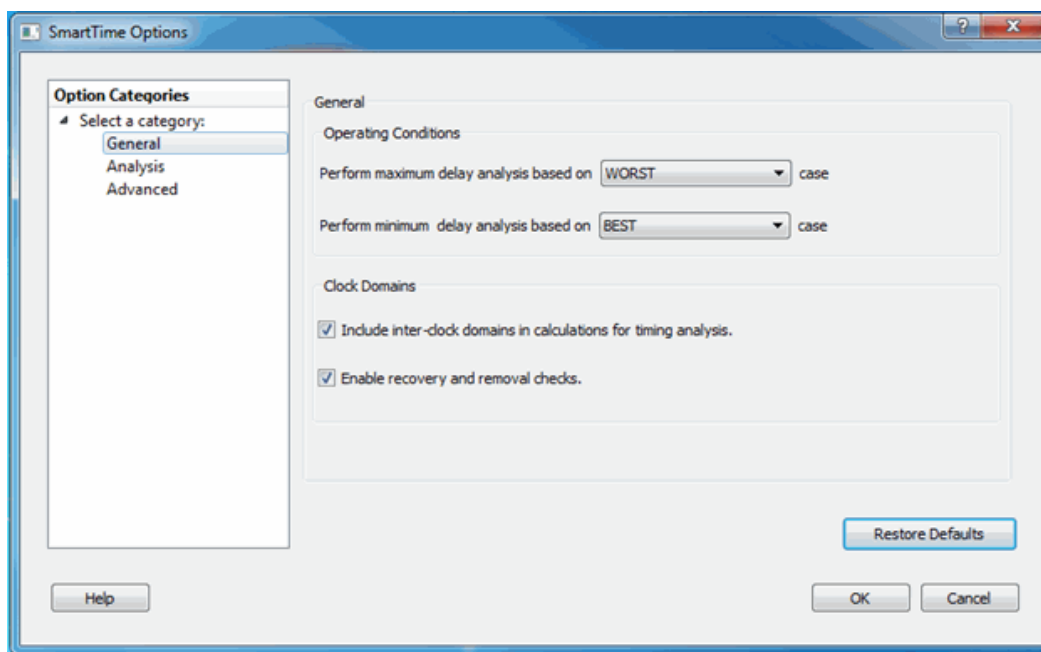 SmartTime Options
Option Categories
Select a category:
General
Analysis
Advanced
General
Operating Conditions
Perform maximum delay analysis based on WORST case
Perform minimum delay analysis based on BEST case
Clock Domains
Include inter-clock domains in calculations for timing analysis.
Enable recovery and removal checks.
Restore Defaults
Help OK Cancel